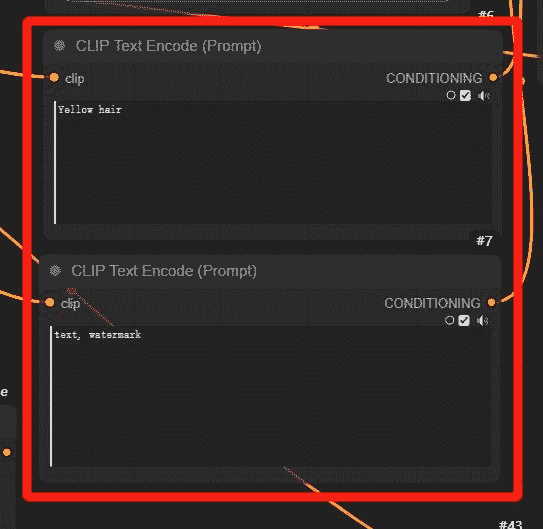 #6
CLIP Text Encode (Prompt)
clip
CONDITIONING
Yellow hair
#7
CLIP Text Encode (Prompt)
clip
CONDITIONING
text, watermark
e
#43